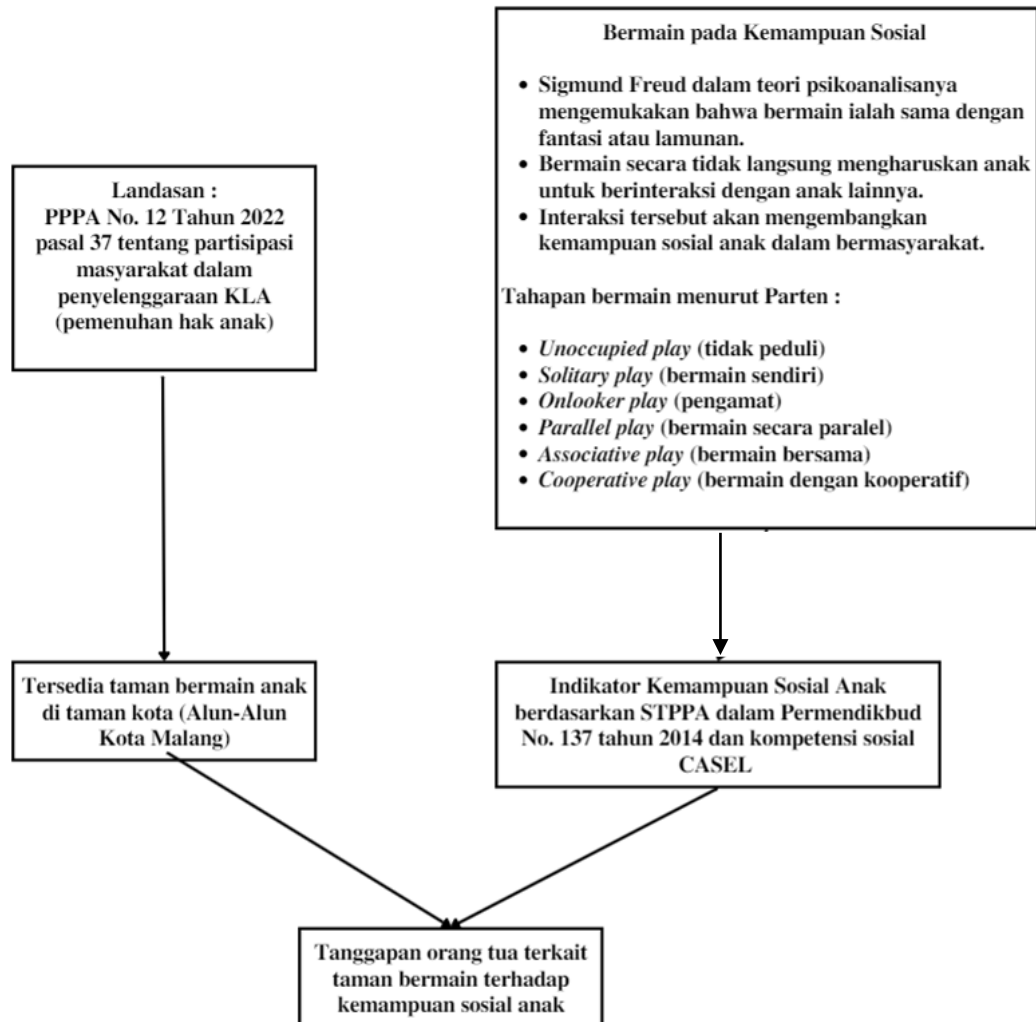 Landasan :
PPPA No. 12 Tahun 2022
pasal 37 tentang partisipasi
masyarakat dalam
penyelenggaraan KLA
(pemenuhan hak anak)
Bermain pada Kemampuan Sosial
• Sigmund Freud dalam teori psikoanalisanya
mengemukakan bahwa bermain ialah sama dengan
fantasi atau lamunan.
• Bermain secara tidak langsung mengharuskan anak
untuk berinteraksi dengan anak lainnya.
• Interaksi tersebut akan mengembangkan
kemampuan sosial anak dalam bermasyarakat.
Tahapan bermain menurut Parten :
• Unoccupied play (tidak peduli)
• Solitary play (bermain sendiri)
• Onlooker play (pengamat)
• Parallel play (bermain secara paralel)
• Associative play (bermain bersama)
• Cooperative play (bermain dengan kooperatif)
Tersedia taman bermain anak
di taman kota (Alun-Alun
Kota Malang)
Indikator Kemampuan Sosial Anak
berdasarkan STPPA dalam Permendikbud
No. 137 tahun 2014 dan kompetensi sosial
CASEL
Tanggapan orang tua terkait
taman bermain terhadap
kemampuan sosial anak